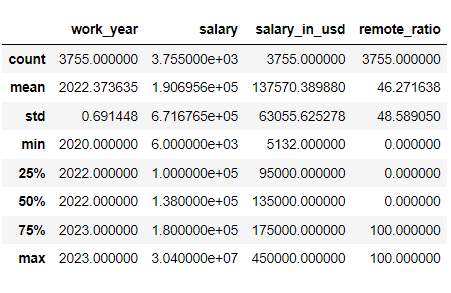 work_year salary salary_in_usd remote_ratio
count 3755.000000 3.755000e+03 3755.000000 3755.000000
mean 2022.373635 1.906956e+05 137570.389880 46.271638
std 0.691448 6.716765e+05 63055.625278 48.589050
min 2020.000000 6.000000e+03 5132.000000 0.000000
25% 2022.000000 1.000000e+05 95000.000000 0.000000
50% 2022.000000 1.380000e+05 135000.000000 0.000000
75% 2023.000000 1.800000e+05 175000.000000 100.000000
max 2023.000000 3.040000e+07 450000.000000 100.000000